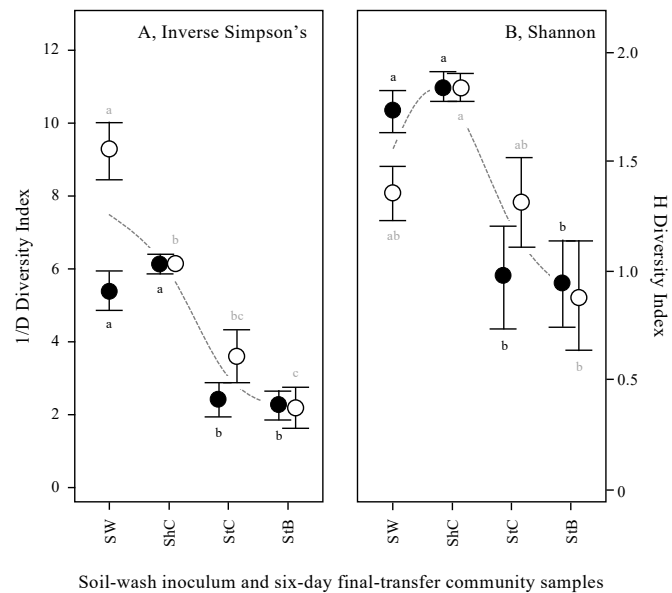 A, Inverse Simpson's
B, Shannon
12
10
8
6
4
2
0
1/D Diversity Index
a
b
a
a
bc
c
b
b
a
a
a
ab
ab
b
b
b
2.0
1.5
1.0
0.5
0
H Diversity Index
SW
ShC
StC
StB
SW
ShC
StC
StB
Soil-wash inoculum and six-day final-transfer community samples